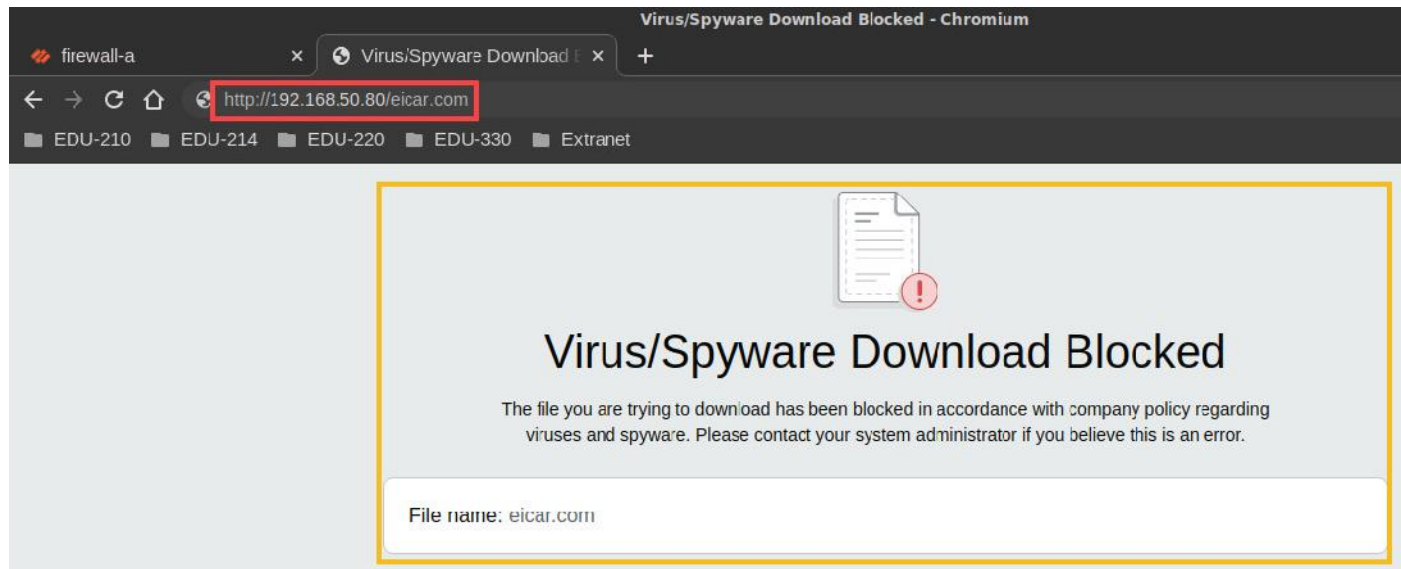 Virus/Spyware Download Blocked - Chromium
firewall-a
Virus/Spyware Download
http://192.168.50.80/eicar.com
EDU-210 EDU-214 EDU-220 EDU-330 Extranet
Virus/Spyware Download Blocked
The file you are trying to download has been blocked in accordance with company policy regarding
viruses and spyware. Please contact your system administrator if you believe this is an error.
File name: eicar.com